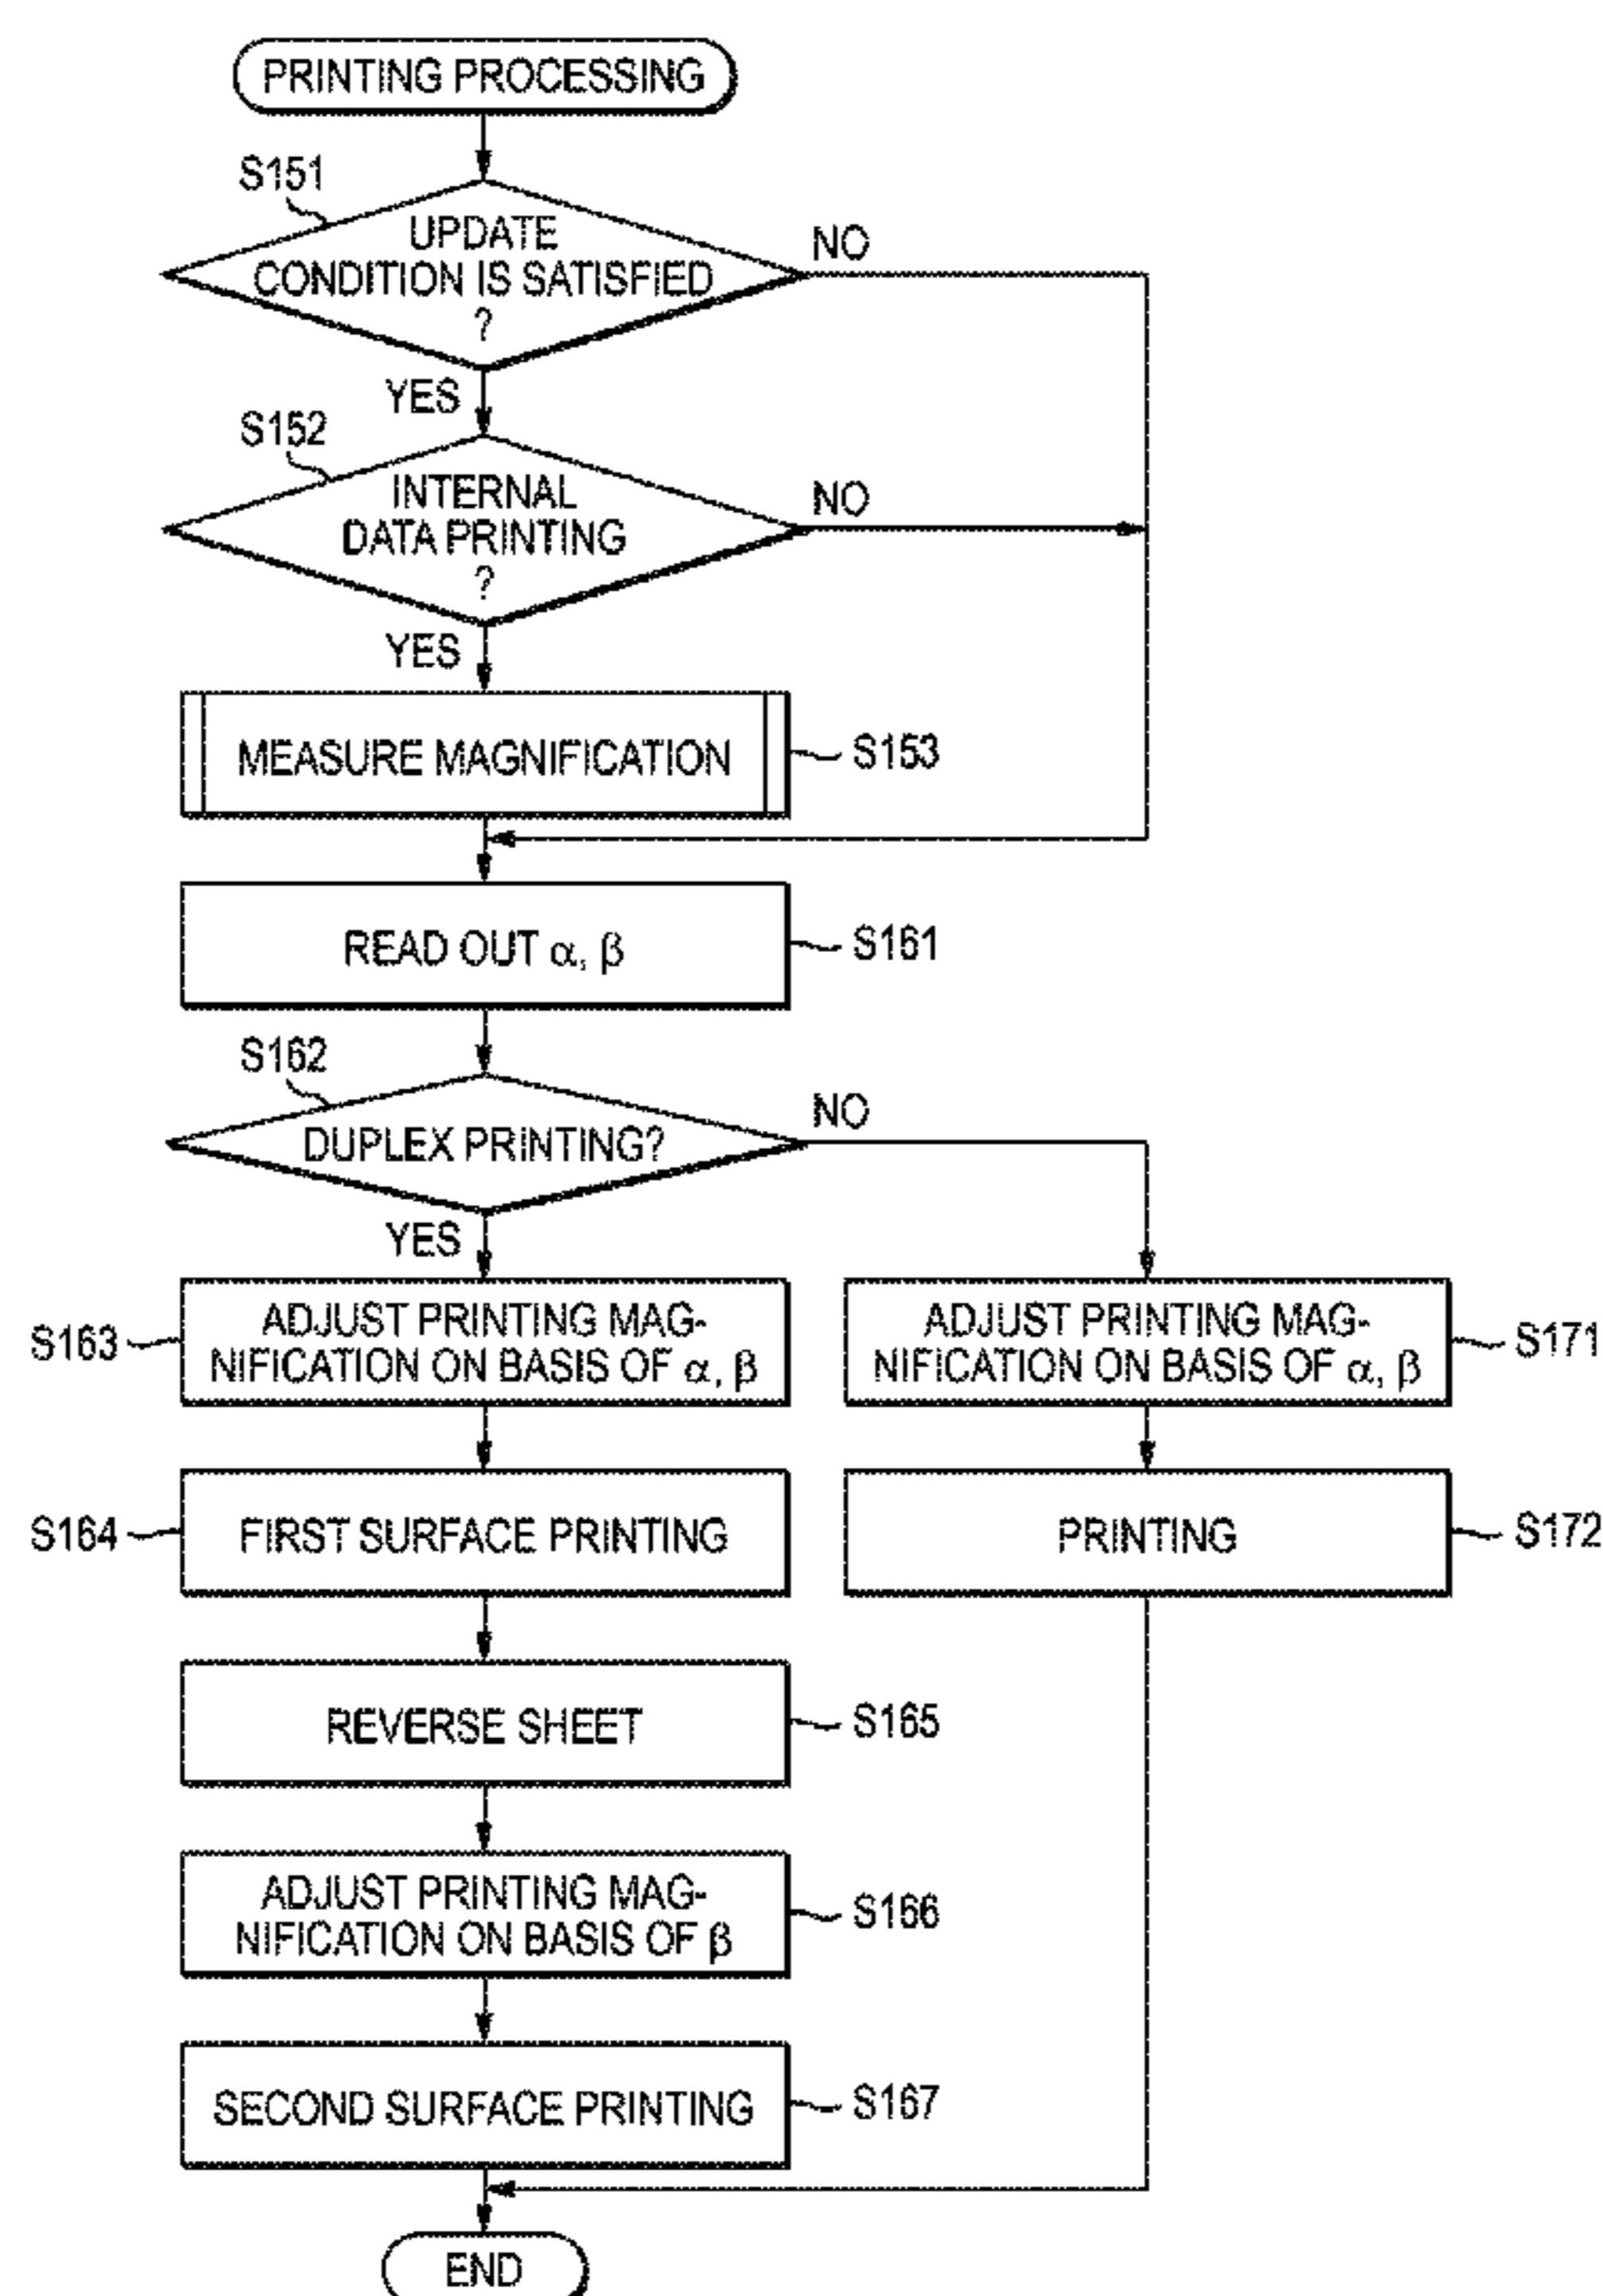 PRINTING PROCESSING
S151
UPDATE
CONDITION IS SATISFIED
?
NO
YES
S152
INTERNAL
DATA PRINTING
?
NO
YES
MEASURE MAGNIFICATION
S153
READ OUT α, β
S161
S162
DUPLEX PRINTING?
NO
YES
S163
ADJUST PRINTING MAG-
NIFICATION ON BASIS OF α, β
ADJUST PRINTING MAG-
NIFICATION ON BASIS OF α, β
S171
S164
FIRST SURFACE PRINTING
PRINTING
S172
REVERSE SHEET
S165
ADJUST PRINTING MAG-
NIFICATION ON BASIS OF β
S166
SECOND SURFACE PRINTING
S167
END